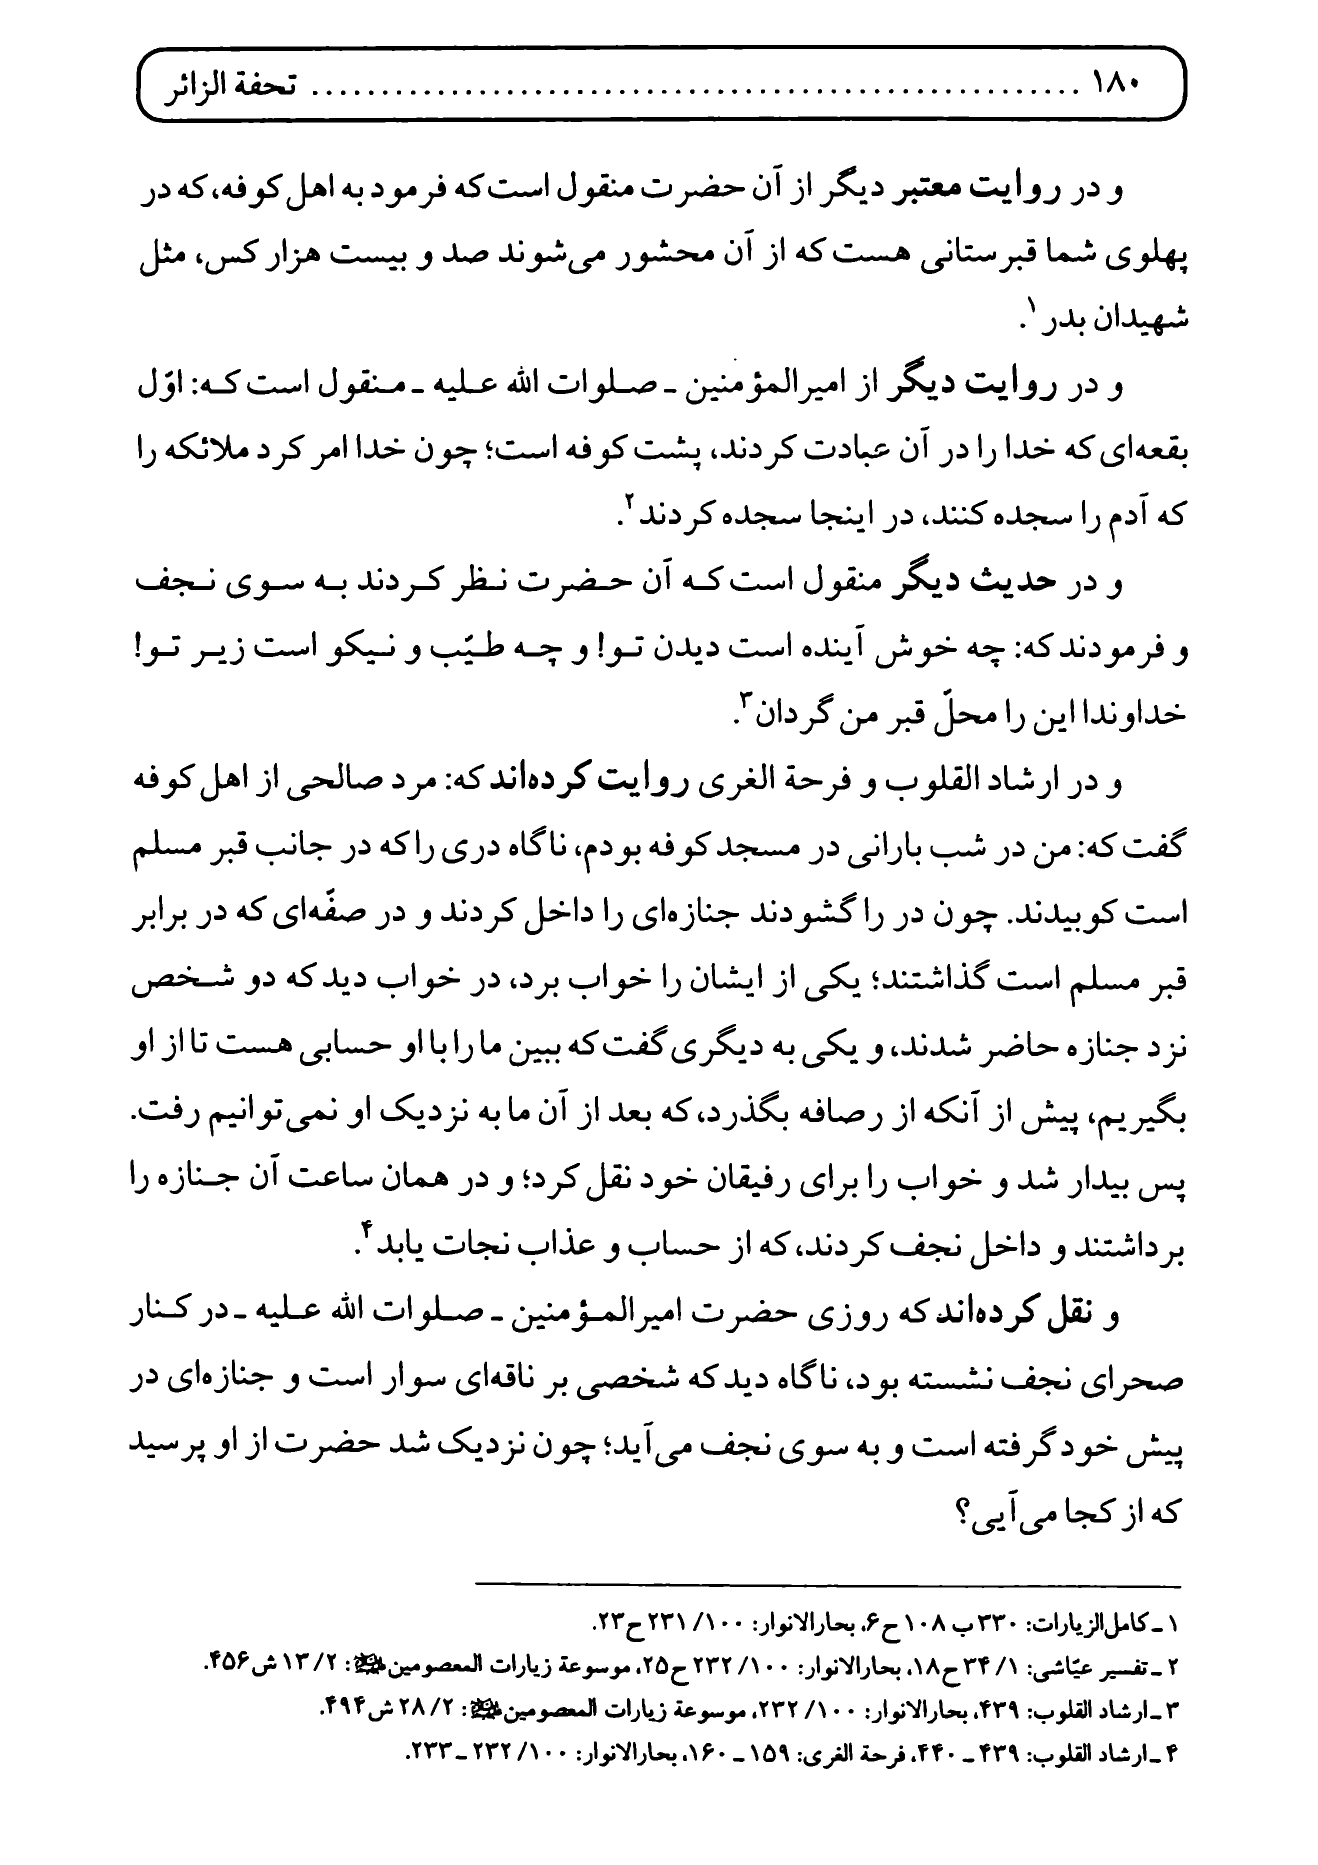 ۱۸۰ ........................................................ تحفة الزائر
و در روایت معتبر دیگر از آن حضرت منقول است که فرمود به اهل کوفه، که در
پهلوی شما قبرستانی هست که از آن محشور می‌شوند صد و بیست هزار کس، مثل
شهیدان بدر۱.
و در روایت دیگر از امیرالمؤمنین ـ صلوات الله علیه ـ منقول است که: اوّل
بقعه‌ای که خدا را در آن عبادت کردند، پشت کوفه است؛ چون خدا امر کرد ملائکه را
که آدم را سجده کنند، در اینجا سجده کردند۲.
و در حدیث دیگر منقول است که آن حضرت نظر کردند به سوی نجف
و فرمودند که: چه خوش آینده است دیدن تو! و چه طیّب و نیکو است زیر تو!
خداوندا این را محلّ قبر من گردان۳.
و در ارشاد القلوب و فرحة الغری روایت کرده‌اند که: مرد صالحی از اهل کوفه
گفت که: من در شب بارانی در مسجد کوفه بودم، ناگاه دری را که در جانب قبر مسلم
است کوبیدند. چون در را گشودند جنازه‌ای را داخل کردند و در صفّه‌ای که در برابر
قبر مسلم است گذاشتند؛ یکی از ایشان را خواب برد، در خواب دید که دو شخص
نزد جنازه حاضر شدند، و یکی به دیگری گفت که ببین ما را با او حسابی هست تا از او
بگیریم، پیش از آنکه از رصافه بگذرد، که بعد از آن ما به نزدیک او نمی‌توانیم رفت.
پس بیدار شد و خواب را برای رفیقان خود نقل کرد؛ و در همان ساعت آن جنازه را
برداشتند و داخل نجف کردند، که از حساب و عذاب نجات یابد۴.
و نقل کرده‌اند که روزی حضرت امیرالمؤمنین ـ صلوات الله علیه ـ در کنار
صحرای نجف نشسته بود، ناگاه دید که شخصی بر ناقه‌ای سوار است و جنازه‌ای در
پیش خود گرفته است و به سوی نجف می‌آید؛ چون نزدیک شد حضرت از او پرسید
که از کجا می‌آیی؟
۱ ـ کامل الزیارات: ۳۳۰ ب ۱۰۸ ح ۶، بحارالانوار: ۱۰۰/ ۲۳۱ ح ۲۳.
۲ ـ تفسیر عیّاشی: ۱/ ۳۴ ح ۱۸، بحارالانوار: ۱۰۰/ ۲۳۲ ح ۲۵، موسوعة زیارات المعصومین: ۲/ ۱۳ ش ۴۵۶.
۳ ـ ارشاد القلوب: ۴۳۹، بحارالانوار: ۱۰۰/ ۲۳۲، موسوعة زیارات المعصومین: ۲/ ۲۸ ش ۴۹۴.
۴ ـ ارشاد القلوب: ۴۳۹ ـ ۴۴۰، فرحة الغری: ۱۵۹ ـ ۱۶۰، بحارالانوار: ۱۰۰/ ۲۳۲ ـ ۲۳۳.